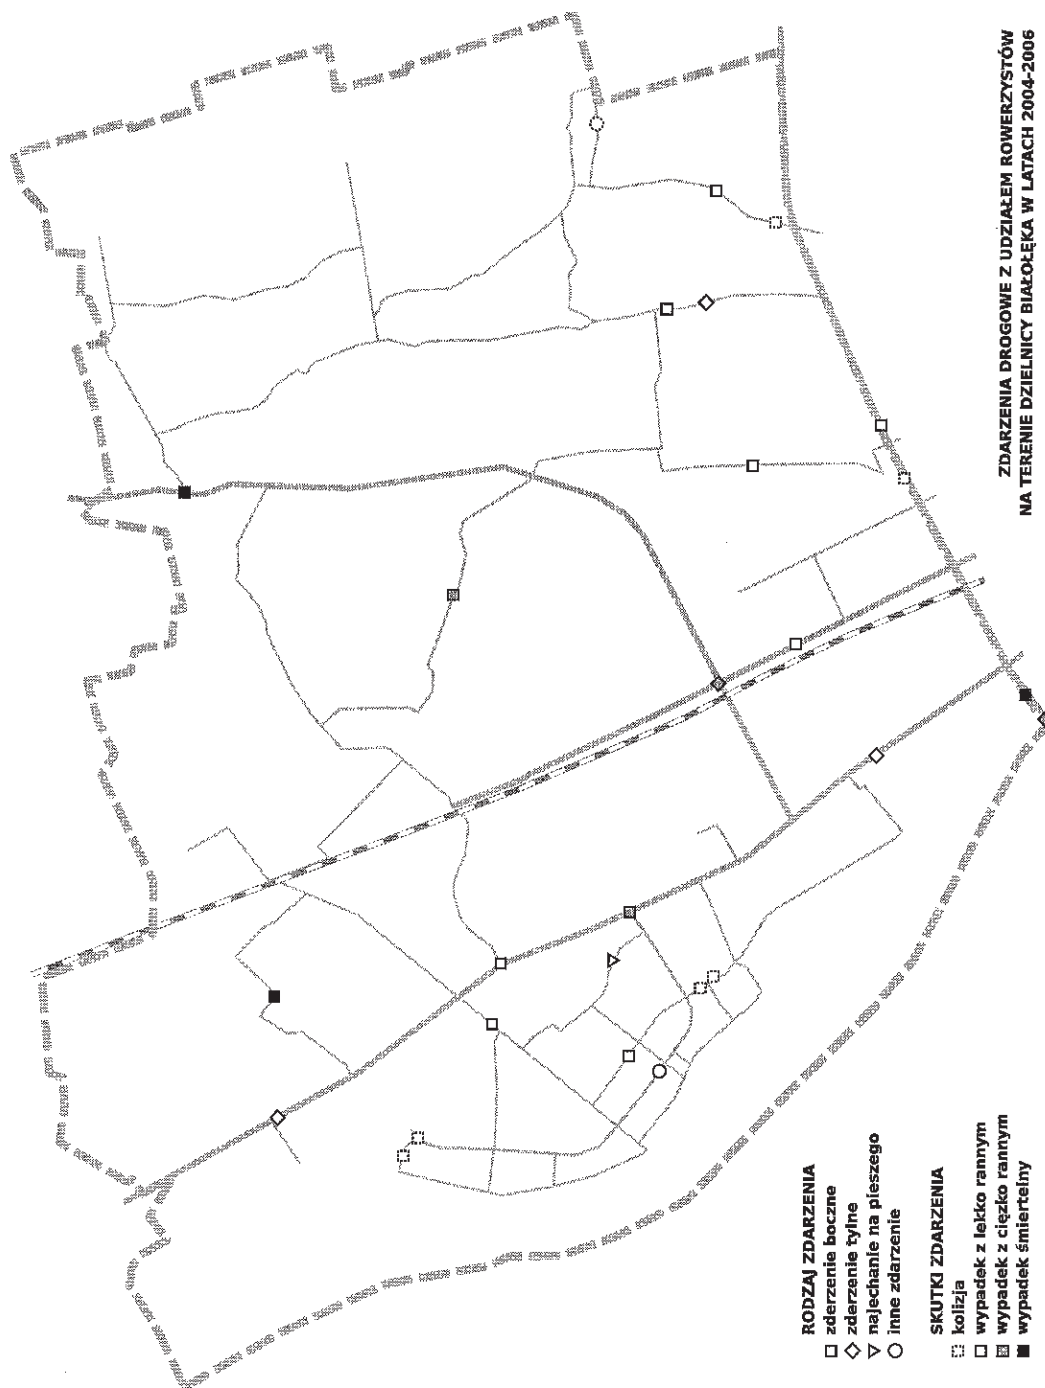 ZDARZENIA DROGOWE Z UDZIAŁEM ROWERZYSTÓW
NA TERENIE DZIELNICY BIAŁOŁĘKA W LATACH 2004-2006
RODZAJ ZDARZENIA
zderzenie boczne
zdarzenie tylne
najechanie na pieszego
inne zdarzenie
SKUTKI ZDARZENIA
kolizja
wypadek z lekko rannym
wypadek z ciężko rannym
wypadek śmiertelny